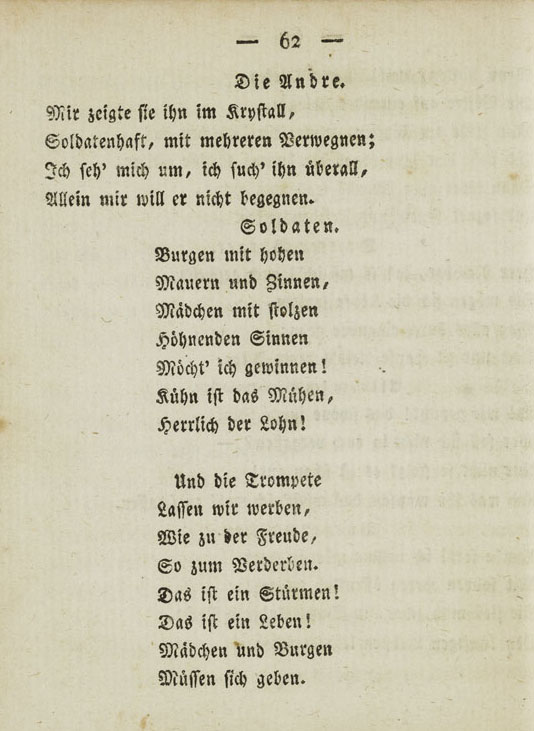 — 62 —
Die Andre.
Mir zeigte sie ihn im Krystall,
Soldatenhaft, mit mehreren Verwegnen;
Ich seh' mich um, ich such' ihn überall,
Allein mir will er nicht begegnen.
Soldaten.
Burgen mit hohen
Mauern und Zinnen,
Mädchen mit stolzen
Höhnenden Sinnen
Möcht' ich gewinnen!
Kühn ist das Mühen,
Herrlich der Lohn!
Und die Trompete
Lassen wir werben,
Wie zu der Freude,
So zum Verderben.
Das ist ein Stürmen!
Das ist ein Leben!
Mädchen und Burgen
Müssen sich geben.